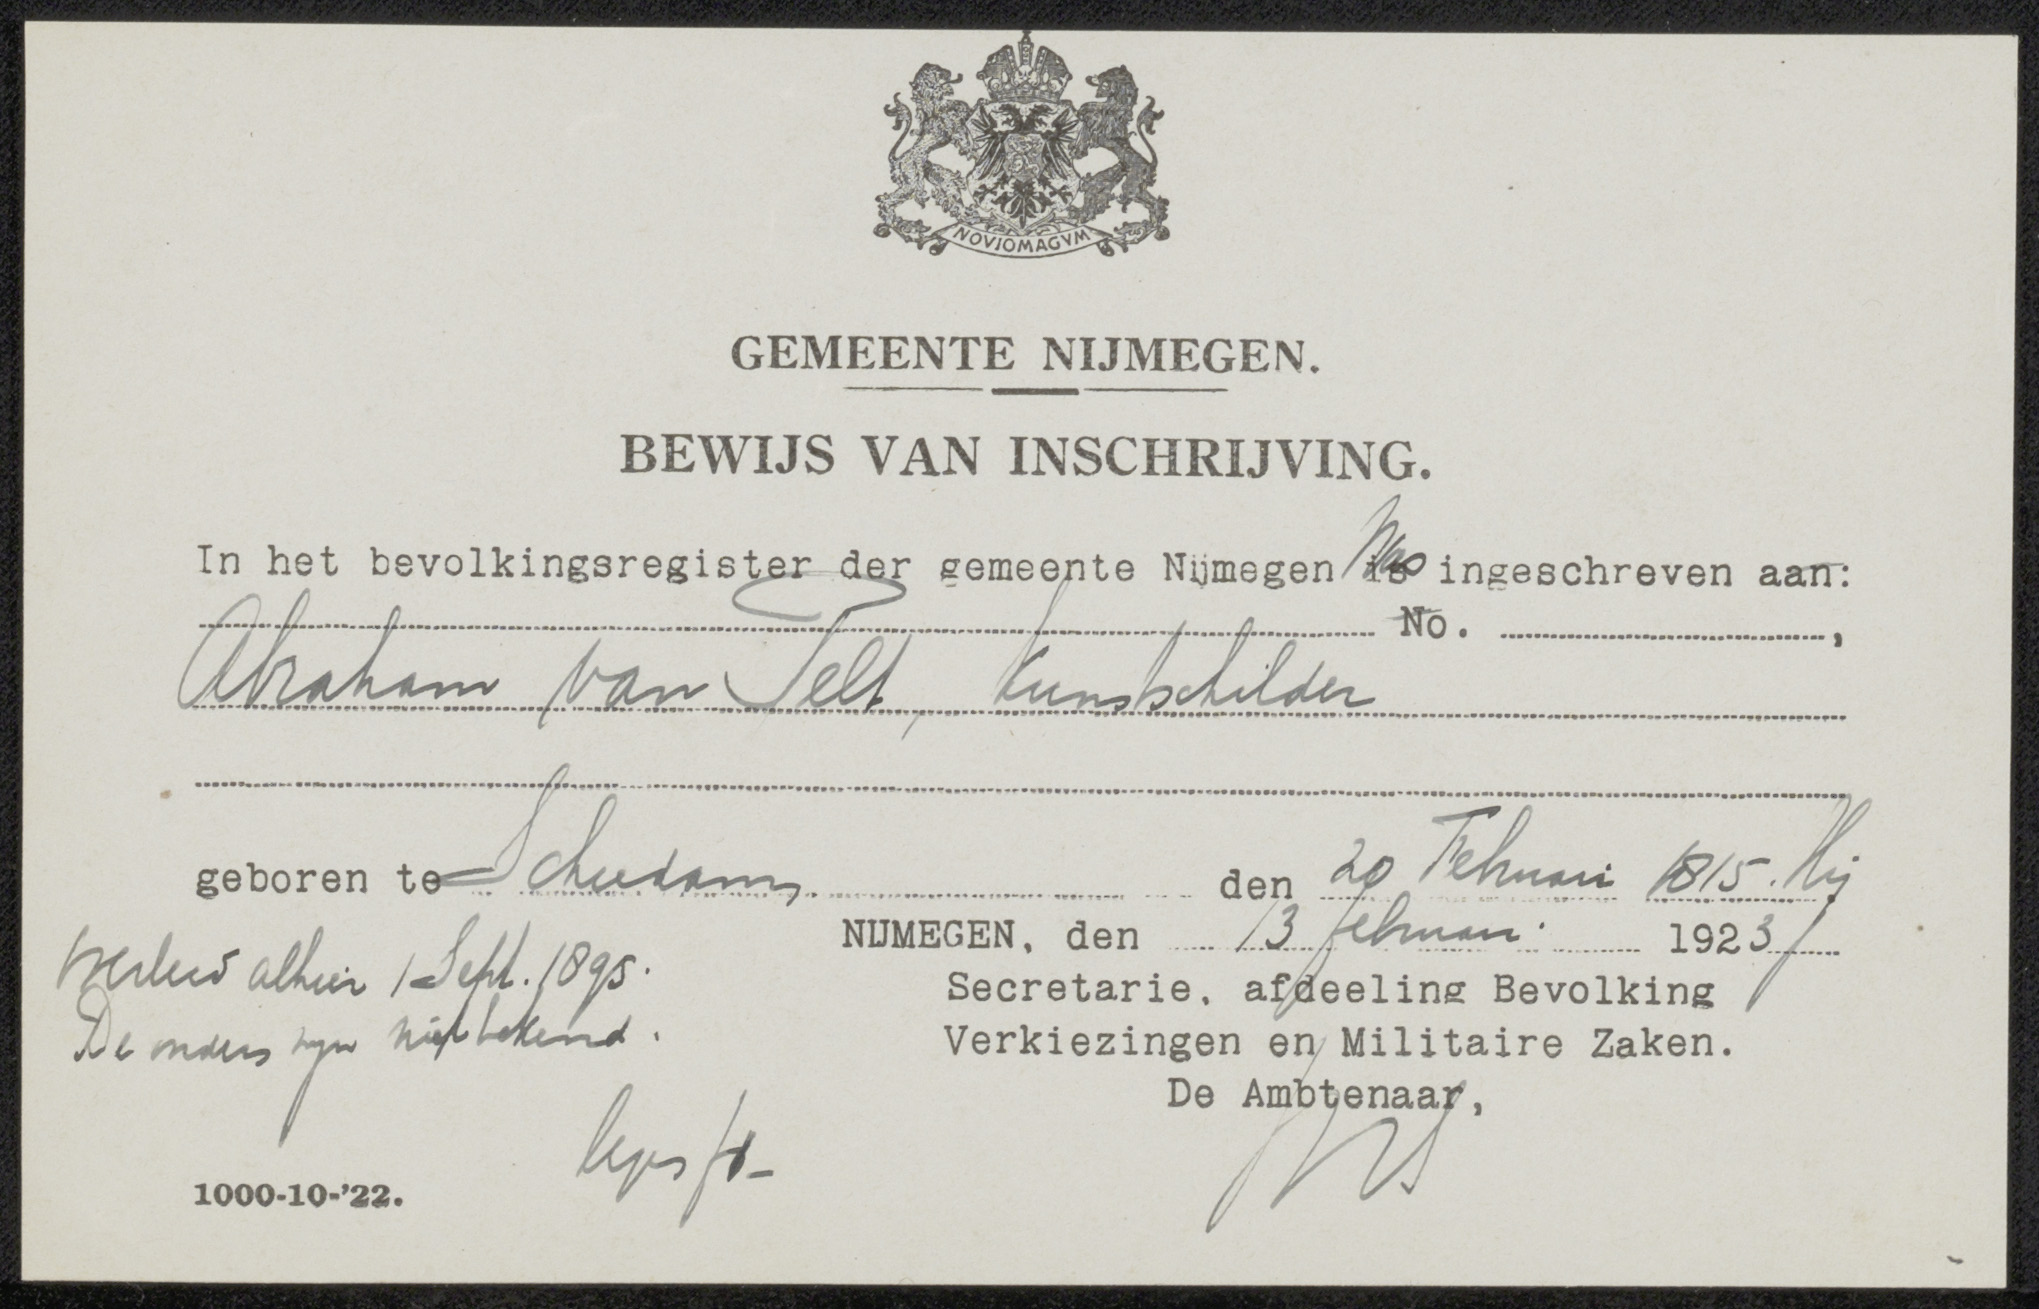 NOVIOMAGVM
GEMEENTE NIJMEGEN.
BEWIJS VAN INSCHRIJVING.
In het bevolkingsregister der gemeente Nijmegen was ingeschreven aan:
No. ,
Abraham van Pelt, Kunstschilder
geboren te Schiedam, den 20 Februari 1815. Hij
NIJMEGEN, den 13 februari 1923
overleed alhier 1 Sept. 1895.
Secretarie, afdeeling Bevolking
De ouders zijn niet bekend.
Verkiezingen en Militaire Zaken.
De Ambtenaar,
leges f1-
1000-10-'22.